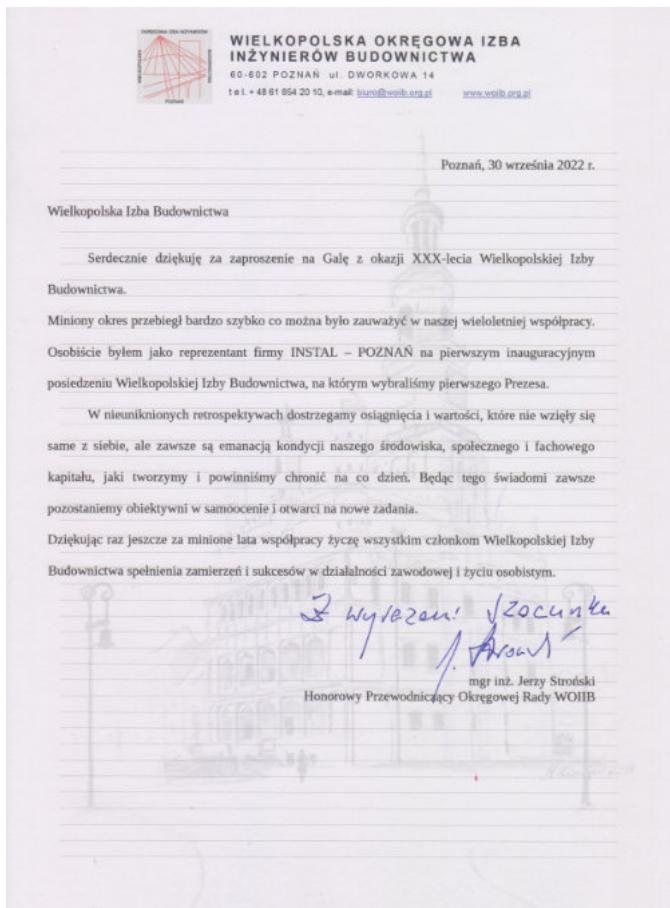 OKRĘGOWA IZBA INŻYNIERÓW
WIELKOPOLSKA
BUDOWNICTWA
POZNAŃ
WIELKOPOLSKA OKRĘGOWA IZBA
INŻYNIERÓW BUDOWNICTWA
60-602 POZNAŃ ul. DWORKOWA 14
tel. + 48 61 854 20 10, e-mail: biuro@woiib.org.pl www.woiib.org.pl
Poznań, 30 września 2022 r.
Wielkopolska Izba Budownictwa
Serdecznie dziękuję za zaproszenie na Galę z okazji XXX-lecia Wielkopolskiej Izby
Budownictwa.
Miniony okres przebiegł bardzo szybko co można było zauważyć w naszej wieloletniej współpracy.
Osobiście byłem jako reprezentant firmy INSTAL – POZNAŃ na pierwszym inauguracyjnym
posiedzeniu Wielkopolskiej Izby Budownictwa, na którym wybraliśmy pierwszego Prezesa.
W nieuniknionych retrospektywach dostrzegamy osiągnięcia i wartości, które nie wzięły się
same z siebie, ale zawsze są emanacją kondycji naszego środowiska, społecznego i fachowego
kapitału, jaki tworzymy i powinniśmy chronić na co dzień. Będąc tego świadomi zawsze
pozostaniemy obiektywni w samoocenie i otwarci na nowe zadania.
Dziękując raz jeszcze za minione lata współpracy życzę wszystkim członkom Wielkopolskiej Izby
Budownictwa spełnienia zamierzeń i sukcesów w działalności zawodowej i życiu osobistym.
Z wyrazami szacunku
mgr inż. Jerzy Stroński
Honorowy Przewodniczący Okręgowej Rady WOIIB